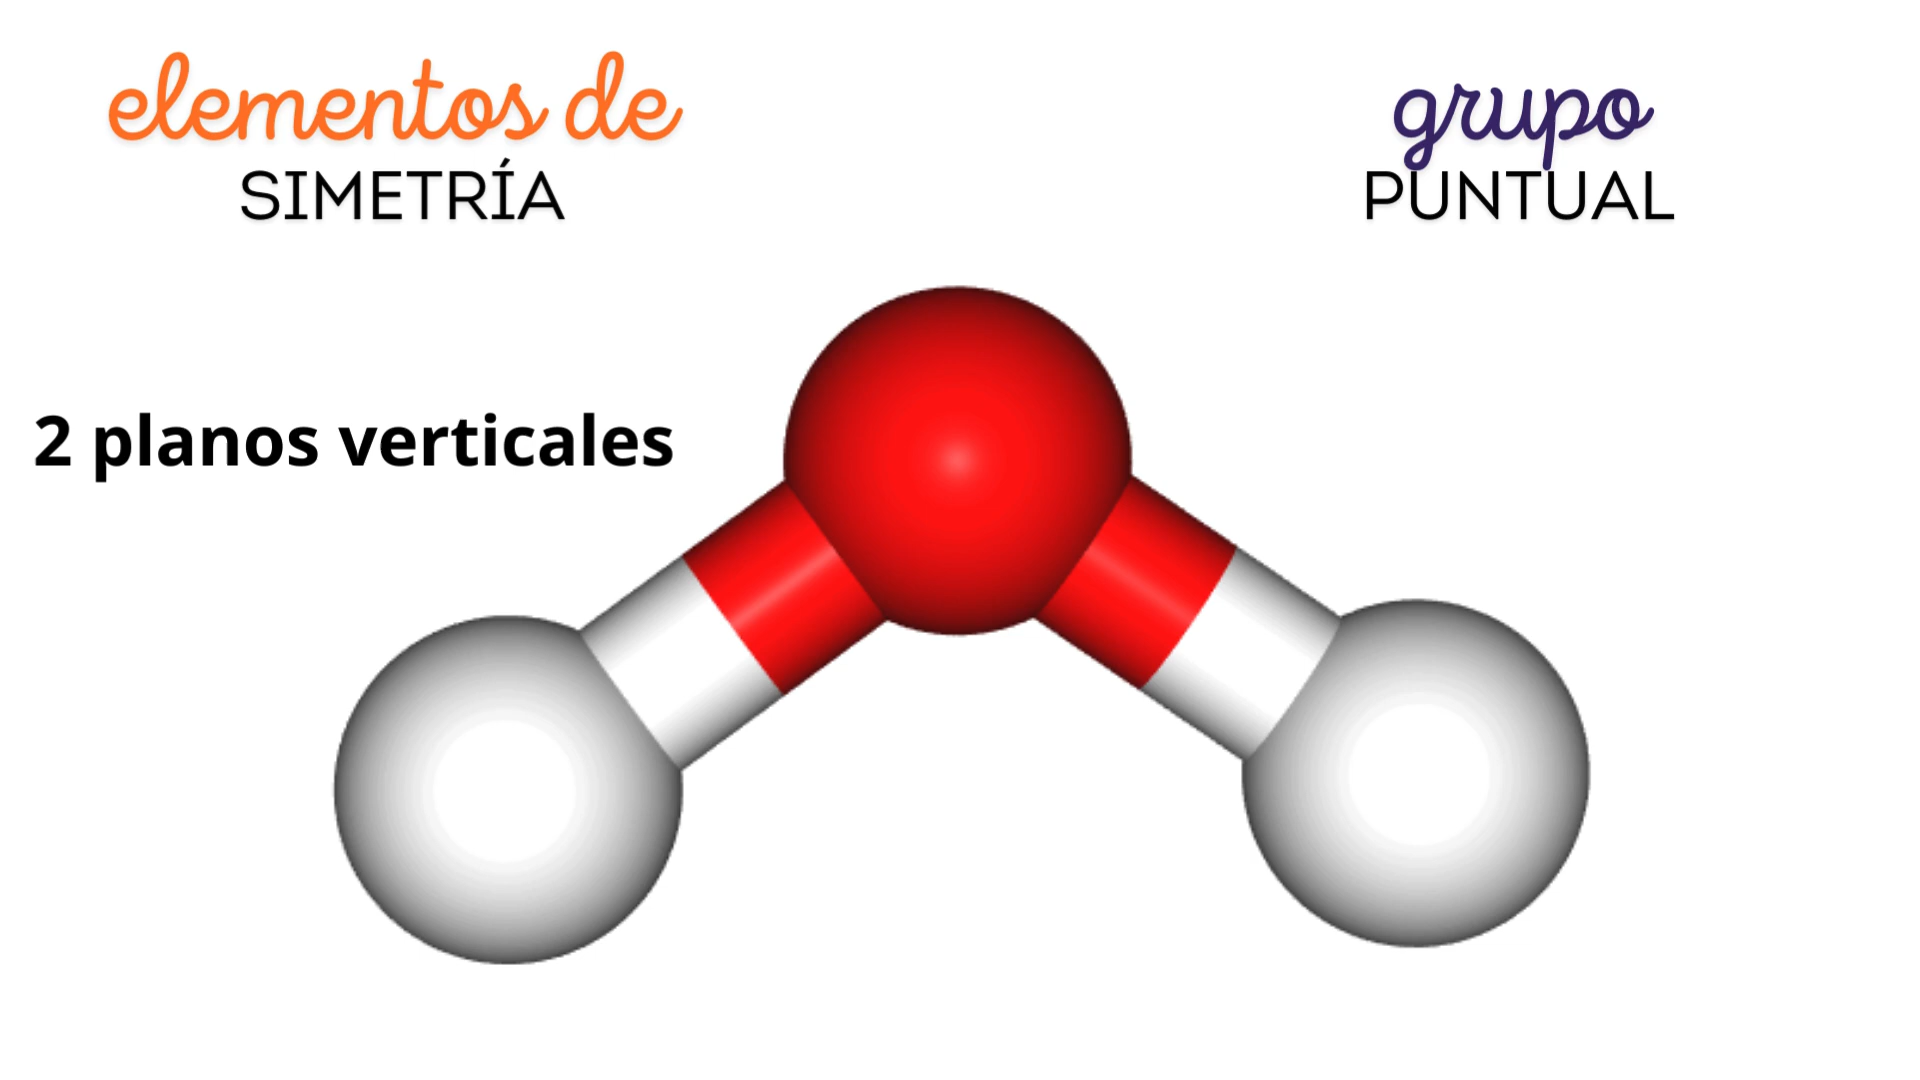 elementos de
SIMETRÍA
grupo
PUNTUAL
2 planos verticales